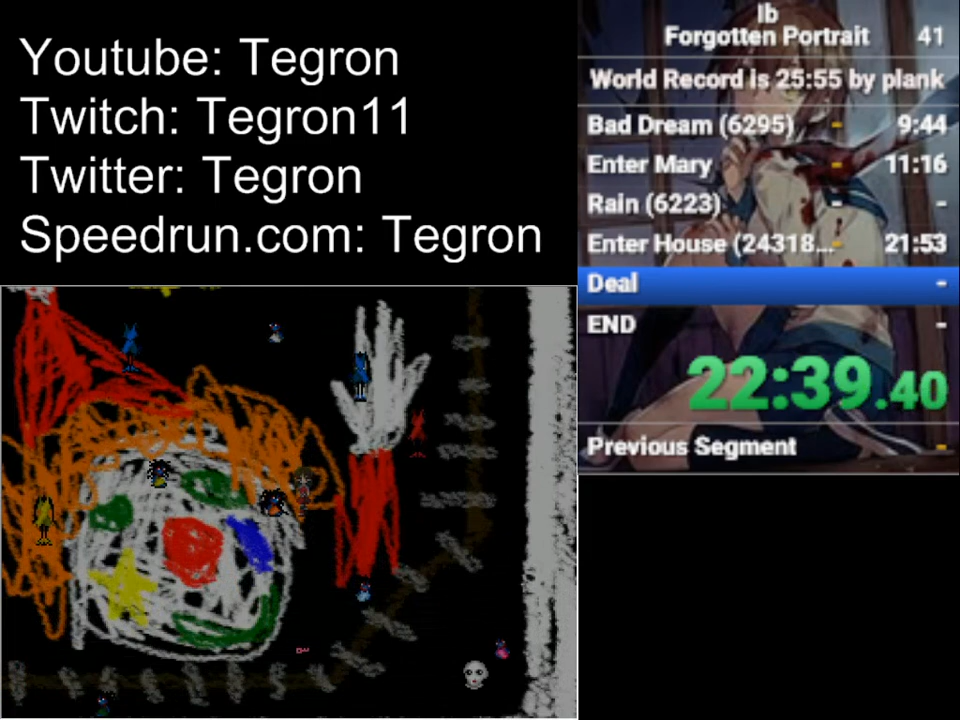 Youtube: Tegron
Twitch: Tegron11
Twitter: Tegron
Speedrun.com: Tegron
Ib
Forgotten Portrait 41
World Record is 25:55 by plank
Bad Dream (6295) - 9:44
Enter Mary - 11:16
Rain (6223) - -
Enter House (24318... - 21:53
Deal -
END -
22:39.40
Previous Segment -